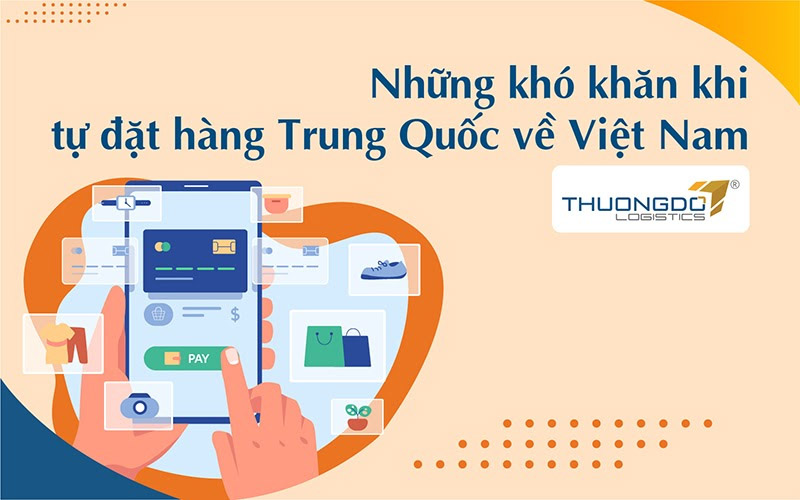 Những khó khăn khi
tự đặt hàng Trung Quốc về Việt Nam
THUONGDO®
LOGISTICS
$
PAY